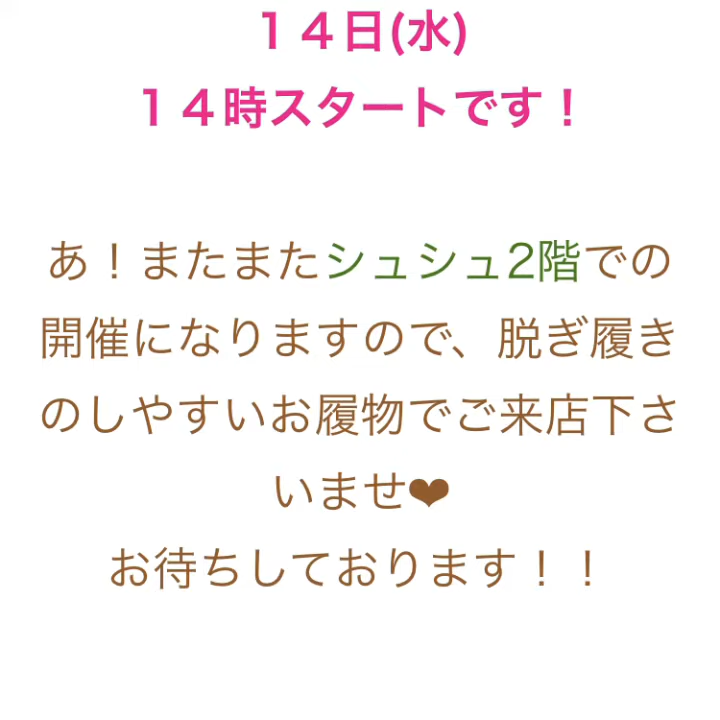 １４日(水)
１４時スタートです！
あ！またまたシュシュ2階での
開催になりますので、脱ぎ履き
のしやすいお履物でご来店下さ
いませ❤
お待ちしております！！